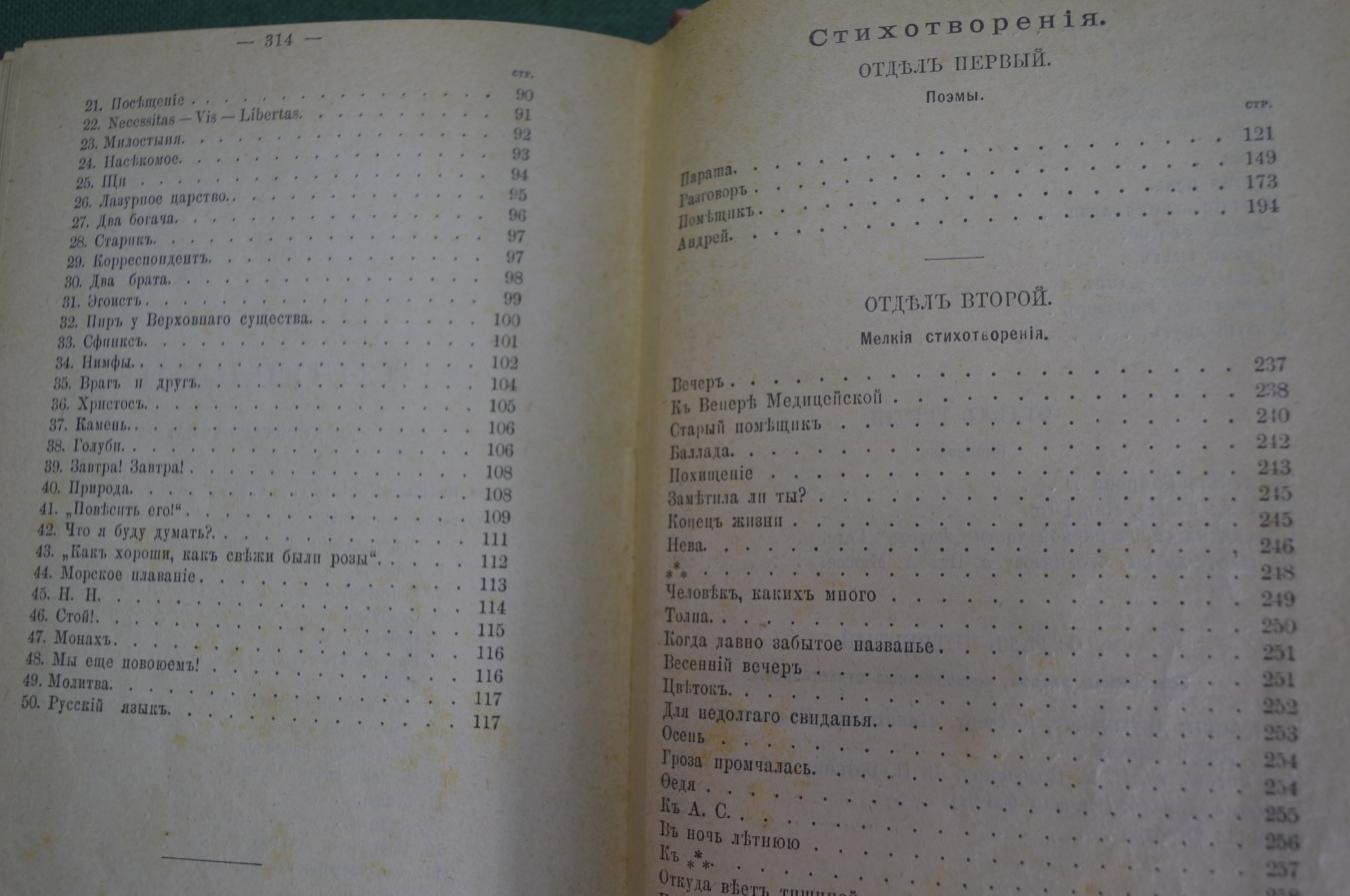 — 314 —
СТР.
21. Посѣщеніе . . . . . . . . . . 90
22. Necessitas — Vis — Libertas. . . . . . . . 91
23. Милостыня. . . . . . . . . . 92
24. Насѣкомое. . . . . . . . . . 93
25. Щи . . . . . . . . . . 94
26. Лазурное царство. . . . . . . . . . 95
27. Два богача. . . . . . . . . . 96
28. Старикъ. . . . . . . . . . 97
29. Корреспондентъ. . . . . . . . . . 97
30. Два брата. . . . . . . . . . 98
31. Эгоистъ. . . . . . . . . . 99
32. Пиръ у Верховнаго существа. . . . . . . . 100
33. Сфинксъ. . . . . . . . . . 101
34. Нимфы. . . . . . . . . . 102
35. Врагъ и другъ. . . . . . . . . . 104
36. Христосъ. . . . . . . . . . 105
37. Камень. . . . . . . . . . 106
38. Голуби. . . . . . . . . . 106
39. Завтра! Завтра! . . . . . . . . . . 108
40. Природа. . . . . . . . . . 108
41. „Повѣсить его!“. . . . . . . . . . 109
42. Что я буду думать?. . . . . . . . . . 111
43. „Какъ хороши, какъ свѣжи были розы“. . . . . 112
44. Морское плаваніе. . . . . . . . . . 113
45. Н. Н. . . . . . . . . . 114
46. Стой!. . . . . . . . . . 115
47. Монахъ. . . . . . . . . . 116
48. Мы еще повоюемъ! . . . . . . . . . . 116
49. Молитва. . . . . . . . . . 117
50. Русскій языкъ. . . . . . . . . . 117
Стихотворенія.
ОТДѢЛЪ ПЕРВЫЙ.
Поэмы.
СТР.
Параша. . . . . . . . . . 121
Разговоръ . . . . . . . . . . 149
Помѣщикъ. . . . . . . . . . 173
Андрей. . . . . . . . . . 194
ОТДѢЛЪ ВТОРОЙ.
Мелкія стихотворенія.
Вечеръ . . . . . . . . . . 237
Къ Венерѣ Медицейской . . . . . . . . . . 238
Старый помѣщикъ . . . . . . . . . . 240
Баллада. . . . . . . . . . 242
Похищеніе . . . . . . . . . . 243
Замѣтила ли ты? . . . . . . . . . . 245
Конецъ жизни . . . . . . . . . . 245
Нева. . . . . . . . . . 246
*** . . . . . . . . . . 248
Человѣкъ, какихъ много . . . . . . . . . . 249
Толпа. . . . . . . . . . 250
Когда давно забытое названье. . . . . . . . . . 251
Весенній вечеръ . . . . . . . . . . 251
Цвѣтокъ. . . . . . . . . . 252
Для недолгаго свиданья. . . . . . . . . . 253
Осень . . . . . . . . . . 254
Гроза промчалась. . . . . . . . . . 254
Ѳедя . . . . . . . . . . 255
Къ А. С. . . . . . . . . . 256
Въ ночь лѣтнюю . . . . . . . . . . 257
Къ ***. . . . . . . . . .
Откуда вѣетъ тишиной